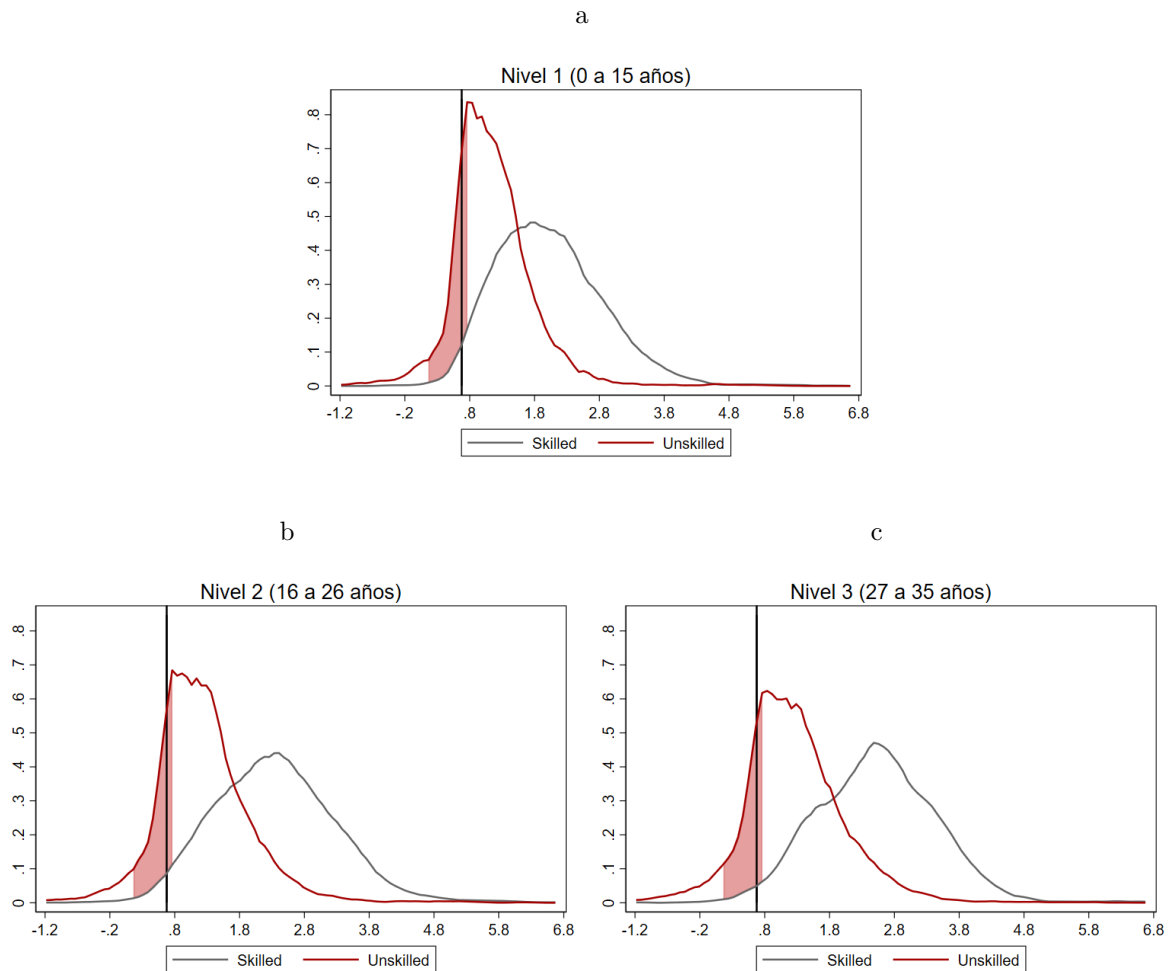 a
Nivel 1 (0 a 15 años)
.8
.7
.6
.5
.4
.3
.2
.1
0
-1.2 -.2 .8 1.8 2.8 3.8 4.8 5.8 6.8
Skilled Unskilled
b
Nivel 2 (16 a 26 años)
.8
.7
.6
.5
.4
.3
.2
.1
0
-1.2 -.2 .8 1.8 2.8 3.8 4.8 5.8 6.8
Skilled Unskilled
c
Nivel 3 (27 a 35 años)
.8
.7
.6
.5
.4
.3
.2
.1
0
-1.2 -.2 .8 1.8 2.8 3.8 4.8 5.8 6.8
Skilled Unskilled